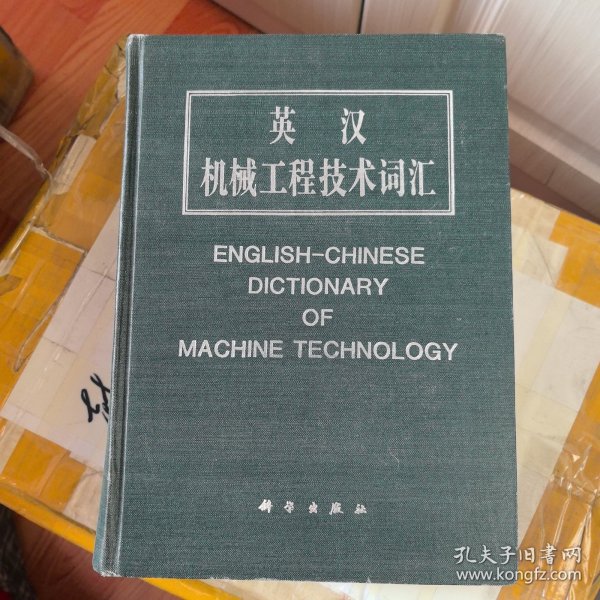 英汉
机械工程技术词汇
ENGLISH-CHINESE
DICTIONARY
OF
MACHINE TECHNOLOGY
科学出版社
孔夫子旧书网
www.kongfz.com